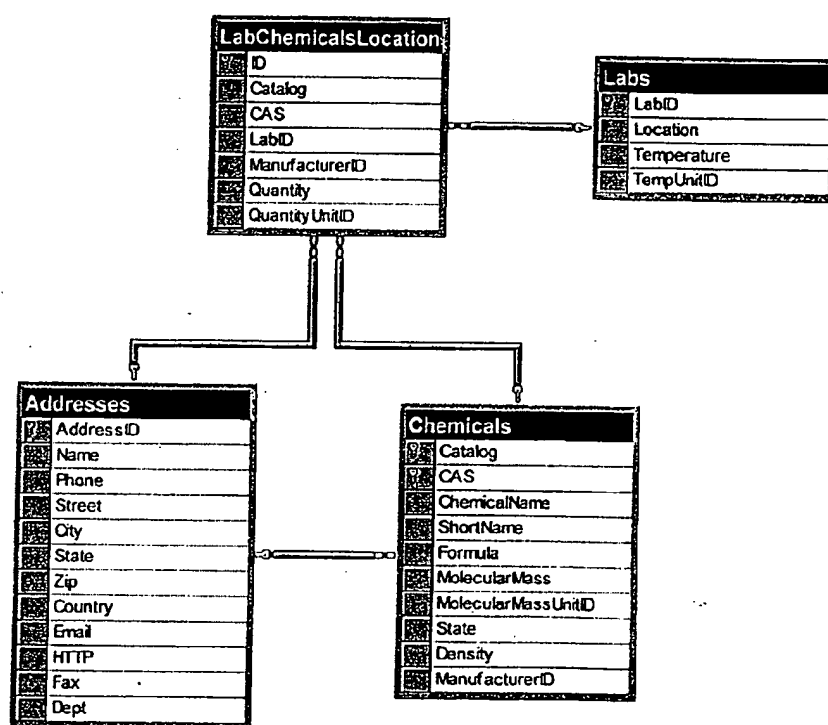 LabChemicalsLocation
ID
Catalog
CAS
LabID
ManufacturerID
Quantity
QuantityUnitID
Labs
LabID
Location
Temperature
TempUnitID
Addresses
AddressID
Name
Phone
Street
City
State
Zip
Country
Email
HTTP
Fax
Dept
Chemicals
Catalog
CAS
ChemicalName
ShortName
Formula
MolecularMass
MolecularMassUnitID
State
Density
ManufacturerID